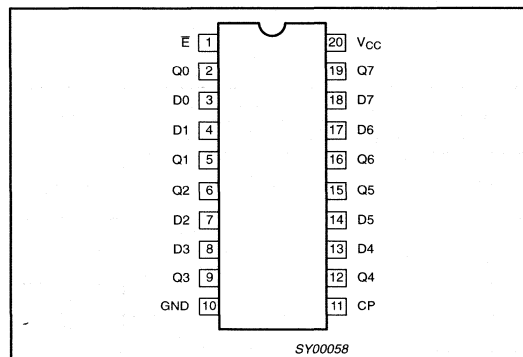 E̅ 1 20 VCC
Q0 2 19 Q7
D0 3 18 D7
D1 4 17 D6
Q1 5 16 Q6
Q2 6 15 Q5
D2 7 14 D5
D3 8 13 D4
Q3 9 12 Q4
GND 10 11 CP
SY00058